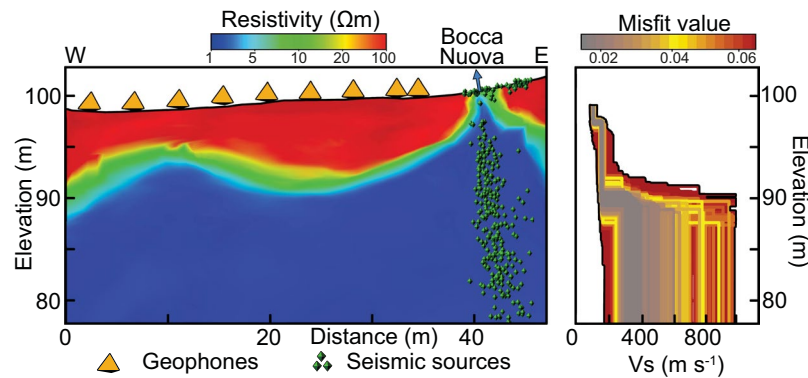 Resistivity (Ωm)
1 5 10 20 100
Bocca
Nuova
W E
Misfit value
0.02 0.04 0.06
Elevation (m)
100
90
80
0 20 40
Distance (m)
Geophones
Seismic sources
100
90
80
Elevation (m)
0 400 800
Vs (m s⁻¹)